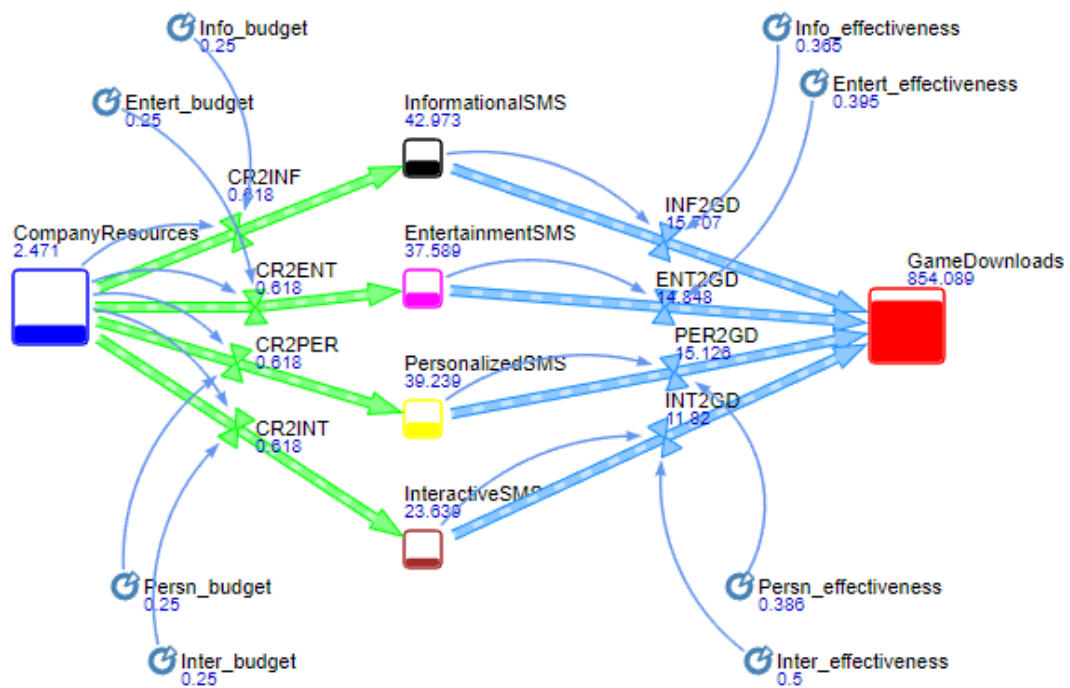 Info_budget
0.25
Entert_budget
0.25
Info_effectiveness
0.365
Entert_effectiveness
0.395
InformationalSMS
42.973
CR2INF
0.618
INF2GD
15.707
CompanyResources
2.471
EntertainmentSMS
37.589
CR2ENT
0.618
ENT2GD
14.848
GameDownloads
854.089
CR2PER
0.618
PersonalizedSMS
39.239
PER2GD
15.126
CR2INT
0.618
INT2GD
11.82
InteractiveSMS
23.639
Persn_budget
0.25
Persn_effectiveness
0.386
Inter_budget
0.25
Inter_effectiveness
0.5